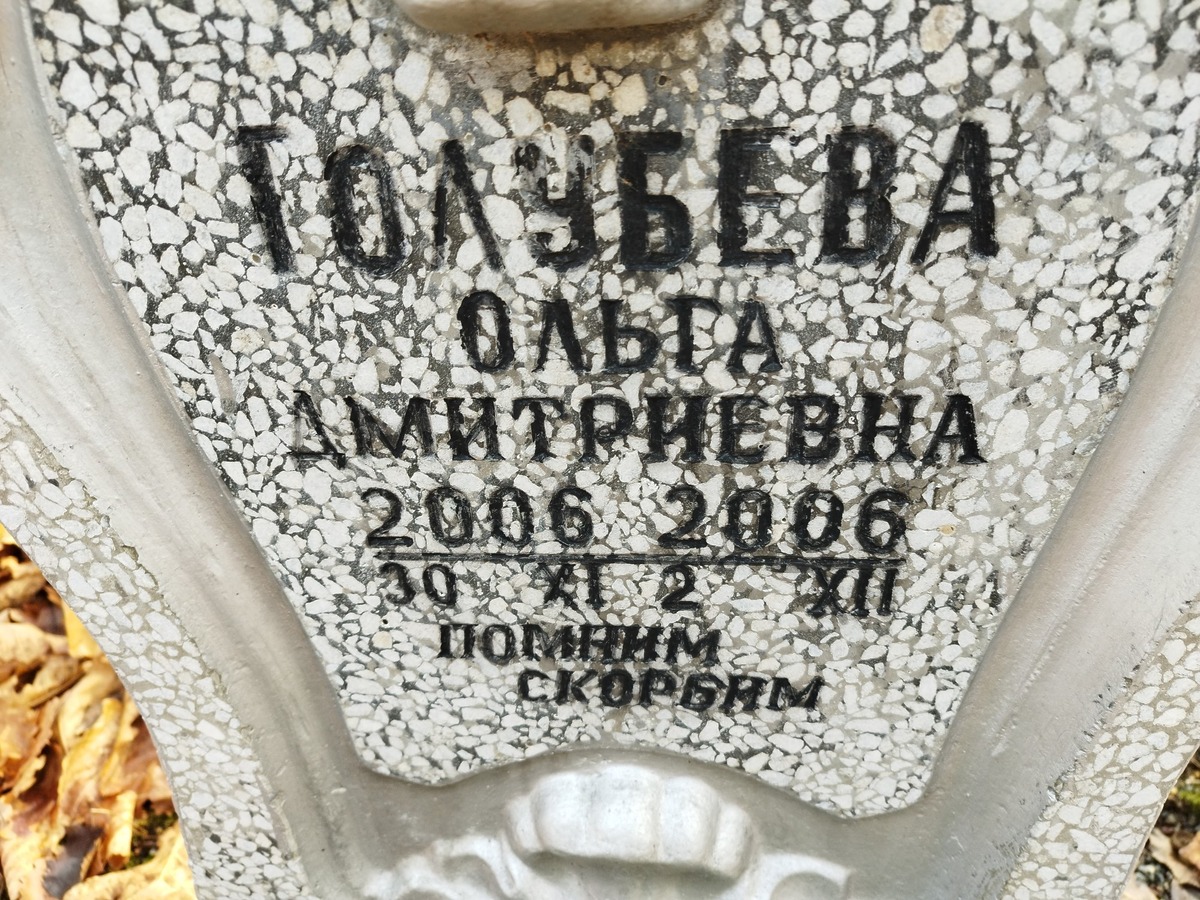 ГОЛУБЕВА
ОЛЬГА
ДМИТРИЕВНА
2006 2006
30 XI 2 XII
ПОМНИМ
СКОРБИМ